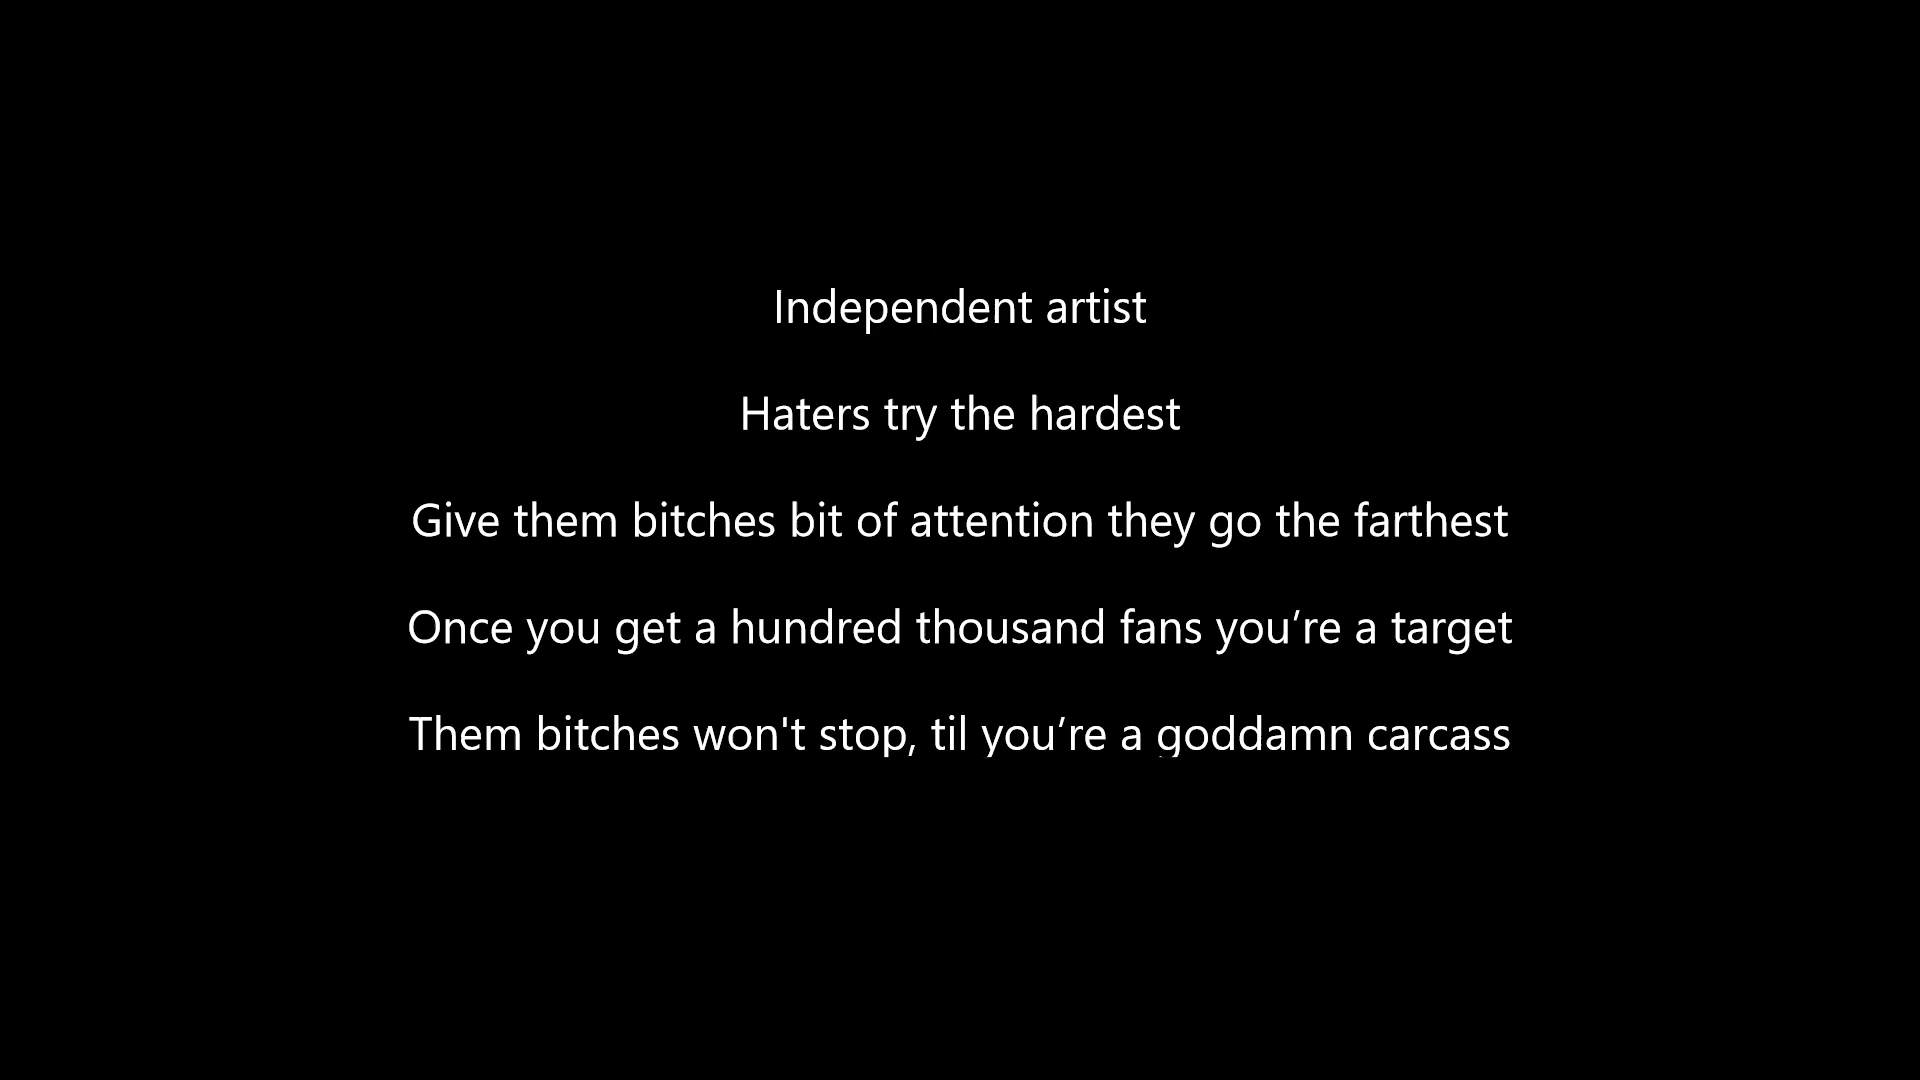 Independent artist
Haters try the hardest
Give them bitches bit of attention they go the farthest
Once you get a hundred thousand fans you’re a target
Them bitches won't stop, til you’re a goddamn carcass